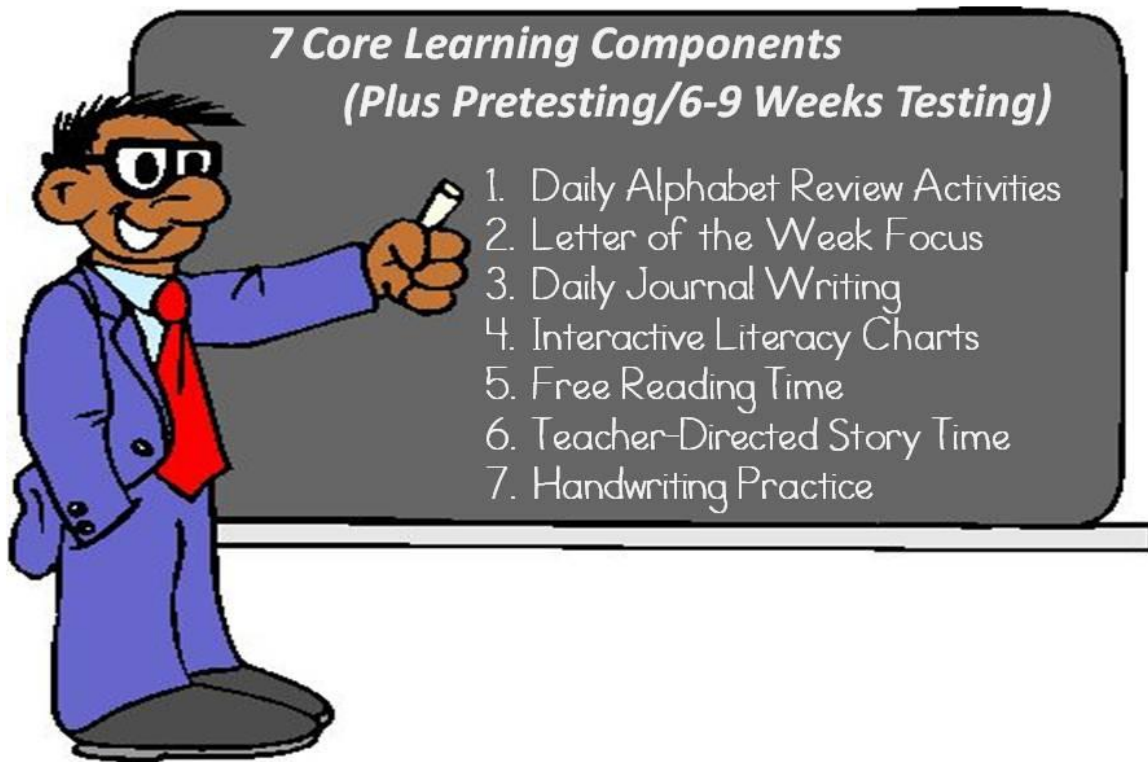 7 Core Learning Components
(Plus Pretesting/6-9 Weeks Testing)
1. Daily Alphabet Review Activities
2. Letter of the Week Focus
3. Daily Journal Writing
4. Interactive Literacy Charts
5. Free Reading Time
6. Teacher-Directed Story Time
7. Handwriting Practice